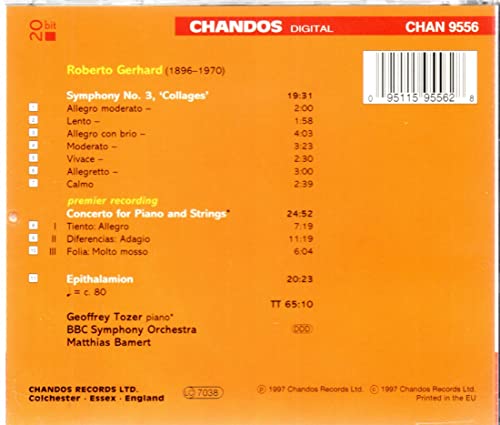 20 bit
CHANDOS DIGITAL CHAN 9556
Roberto Gerhard (1896–1970)
0 95115 95562 8
Symphony No. 3, 'Collages' 19:31
Allegro moderato – 2:00
Lento – 1:58
Allegro con brio – 4:03
Moderato – 3:23
Vivace – 2:30
Allegretto – 3:00
Calmo 2:39
premier recording
Concerto for Piano and Strings* 24:52
I Tiento: Allegro 7:19
II Diferencias: Adagio 11:19
III Folia: Molto mosso 6:04
Epithalamion 20:23
= c. 80
TT 65:10
Geoffrey Tozer piano*
BBC Symphony Orchestra DDD
Matthias Bamert
CHANDOS RECORDS LTD. LC 7038 ℗ 1997 Chandos Records Ltd. © 1997 Chandos Records Ltd.
Colchester · Essex · England Printed in the EU